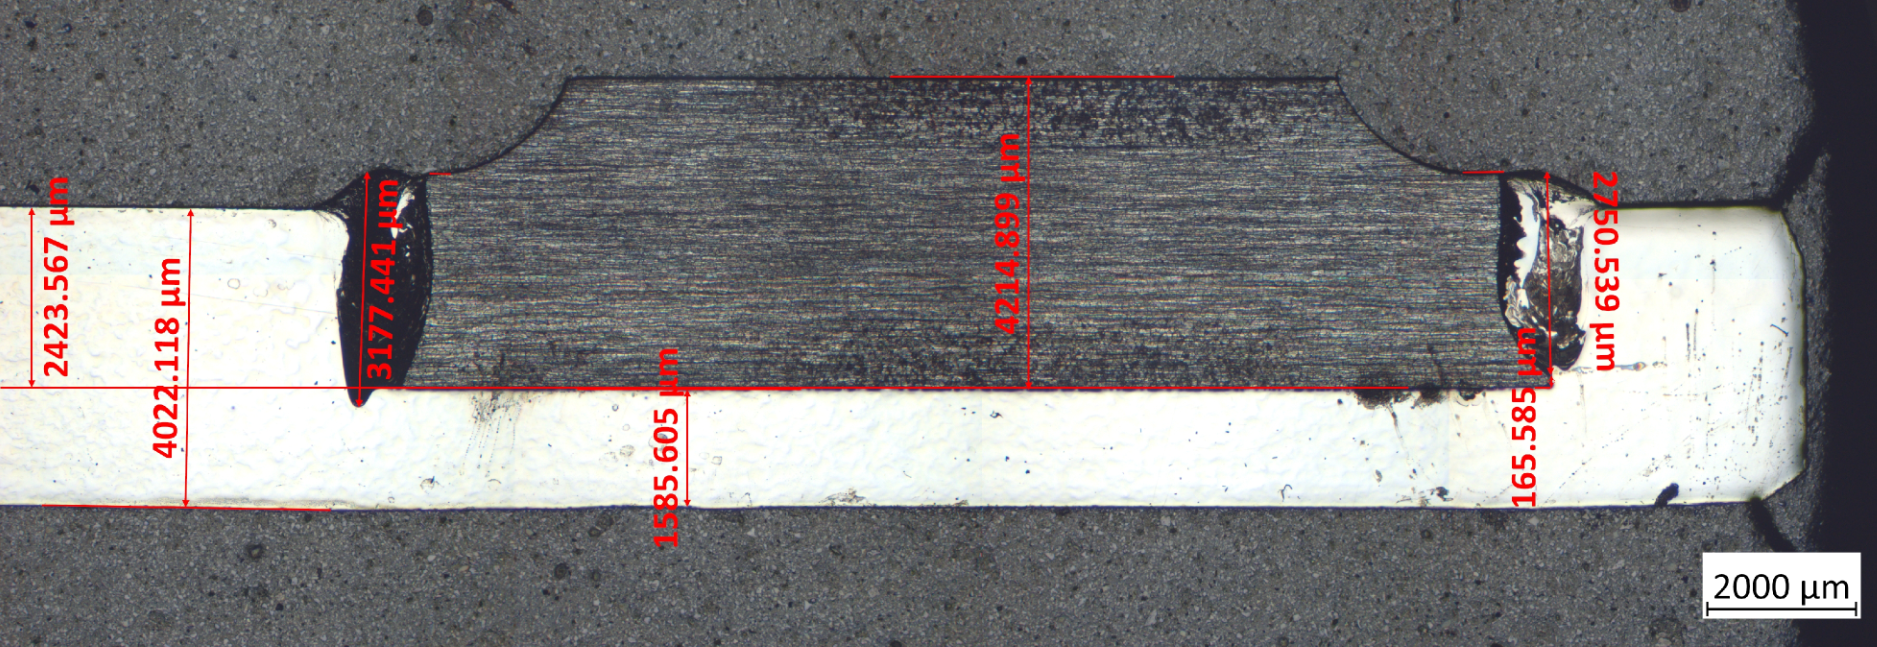 2423.567 µm
4022.118 µm
3177.441 µm
1585.605 µm
4214.899 µm
165.585 µm
2750.539 µm
2000 µm